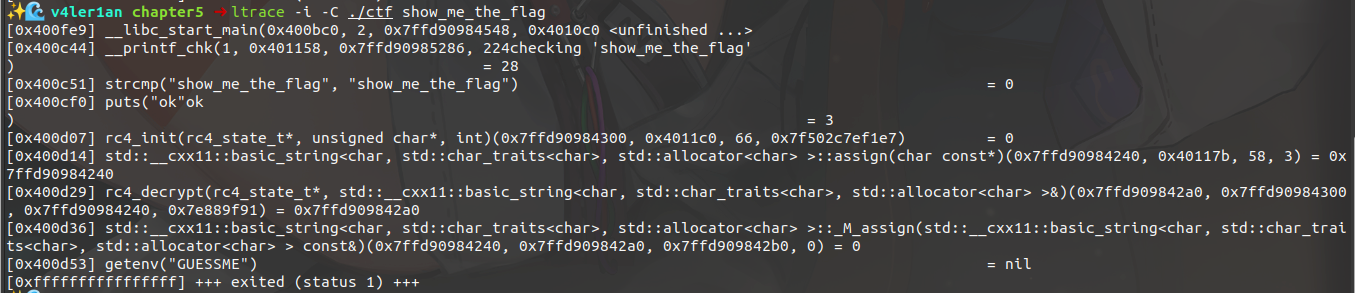 ✨🌊 v4ler1an chapter5 ➜ ltrace -i -C ./ctf show_me_the_flag
[0x400fe9] __libc_start_main(0x400bc0, 2, 0x7ffd90984548, 0x4010c0 <unfinished ...>
[0x400c44] __printf_chk(1, 0x401158, 0x7ffd90985286, 224checking 'show_me_the_flag'
) = 28
[0x400c51] strcmp("show_me_the_flag", "show_me_the_flag") = 0
[0x400cf0] puts("ok"ok
) = 3
[0x400d07] rc4_init(rc4_state_t*, unsigned char*, int)(0x7ffd90984300, 0x4011c0, 66, 0x7f502c7ef1e7) = 0
[0x400d14] std::__cxx11::basic_string<char, std::char_traits<char>, std::allocator<char> >::assign(char const*)(0x7ffd90984240, 0x40117b, 58, 3) = 0x
7ffd90984240
[0x400d29] rc4_decrypt(rc4_state_t*, std::__cxx11::basic_string<char, std::char_traits<char>, std::allocator<char> >&)(0x7ffd909842a0, 0x7ffd90984300
, 0x7ffd90984240, 0x7e889f91) = 0x7ffd909842a0
[0x400d36] std::__cxx11::basic_string<char, std::char_traits<char>, std::allocator<char> >::_M_assign(std::__cxx11::basic_string<char, std::char_trai
ts<char>, std::allocator<char> > const&)(0x7ffd90984240, 0x7ffd909842a0, 0x7ffd909842b0, 0) = 0
[0x400d53] getenv("GUESSME") = nil
[0xffffffffffffffff] +++ exited (status 1) +++